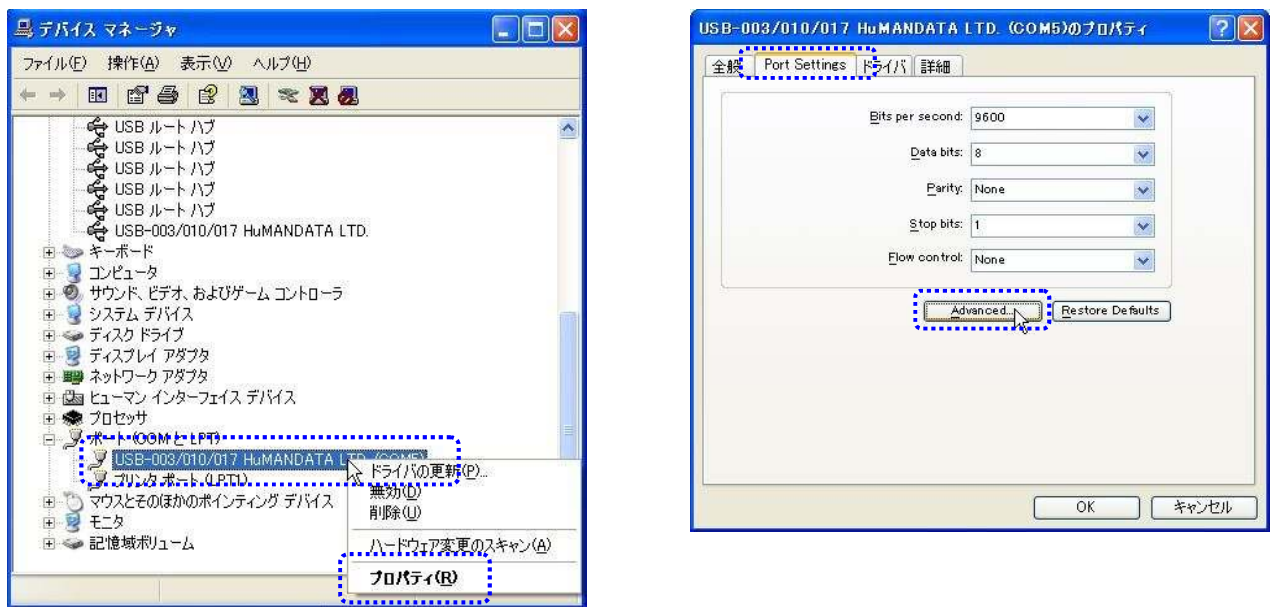 デバイス マネージャ
ファイル(F) 操作(A) 表示(V) ヘルプ(H)
USB ルート ハブ
USB ルート ハブ
USB ルート ハブ
USB ルート ハブ
USB ルート ハブ
USB-003/010/017 HuMANDATA LTD.
キーボード
コンピュータ
サウンド、ビデオ、およびゲーム コントローラ
システム デバイス
ディスク ドライブ
ディスプレイ アダプタ
ネットワーク アダプタ
ヒューマン インターフェイス デバイス
プロセッサ
ポート (COM と LPT)
USB-003/010/017 HuMANDATA LTD. (COM5)
プリンタ ポート (LPT1)
マウスとそのほかのポインティング デバイス
モニタ
記憶域ボリューム
ドライバの更新(P)...
無効(D)
削除(U)
ハードウェア変更のスキャン(A)
プロパティ(R)
USB-003/010/017 HuMANDATA LTD. (COM5)のプロパティ
全般 Port Settings ドライバ 詳細
Bits per second: 9600
Data bits: 8
Parity: None
Stop bits: 1
Flow control: None
Advanced... Restore Defaults
OK キャンセル